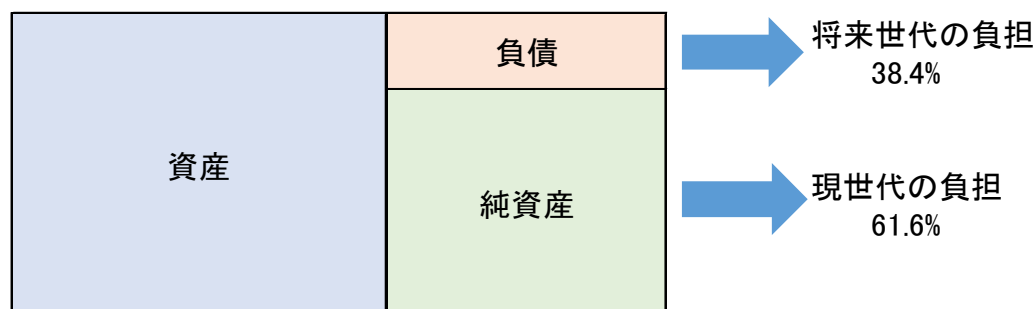 資産
負債
純資産
将来世代の負担
38.4%
現世代の負担
61.6%